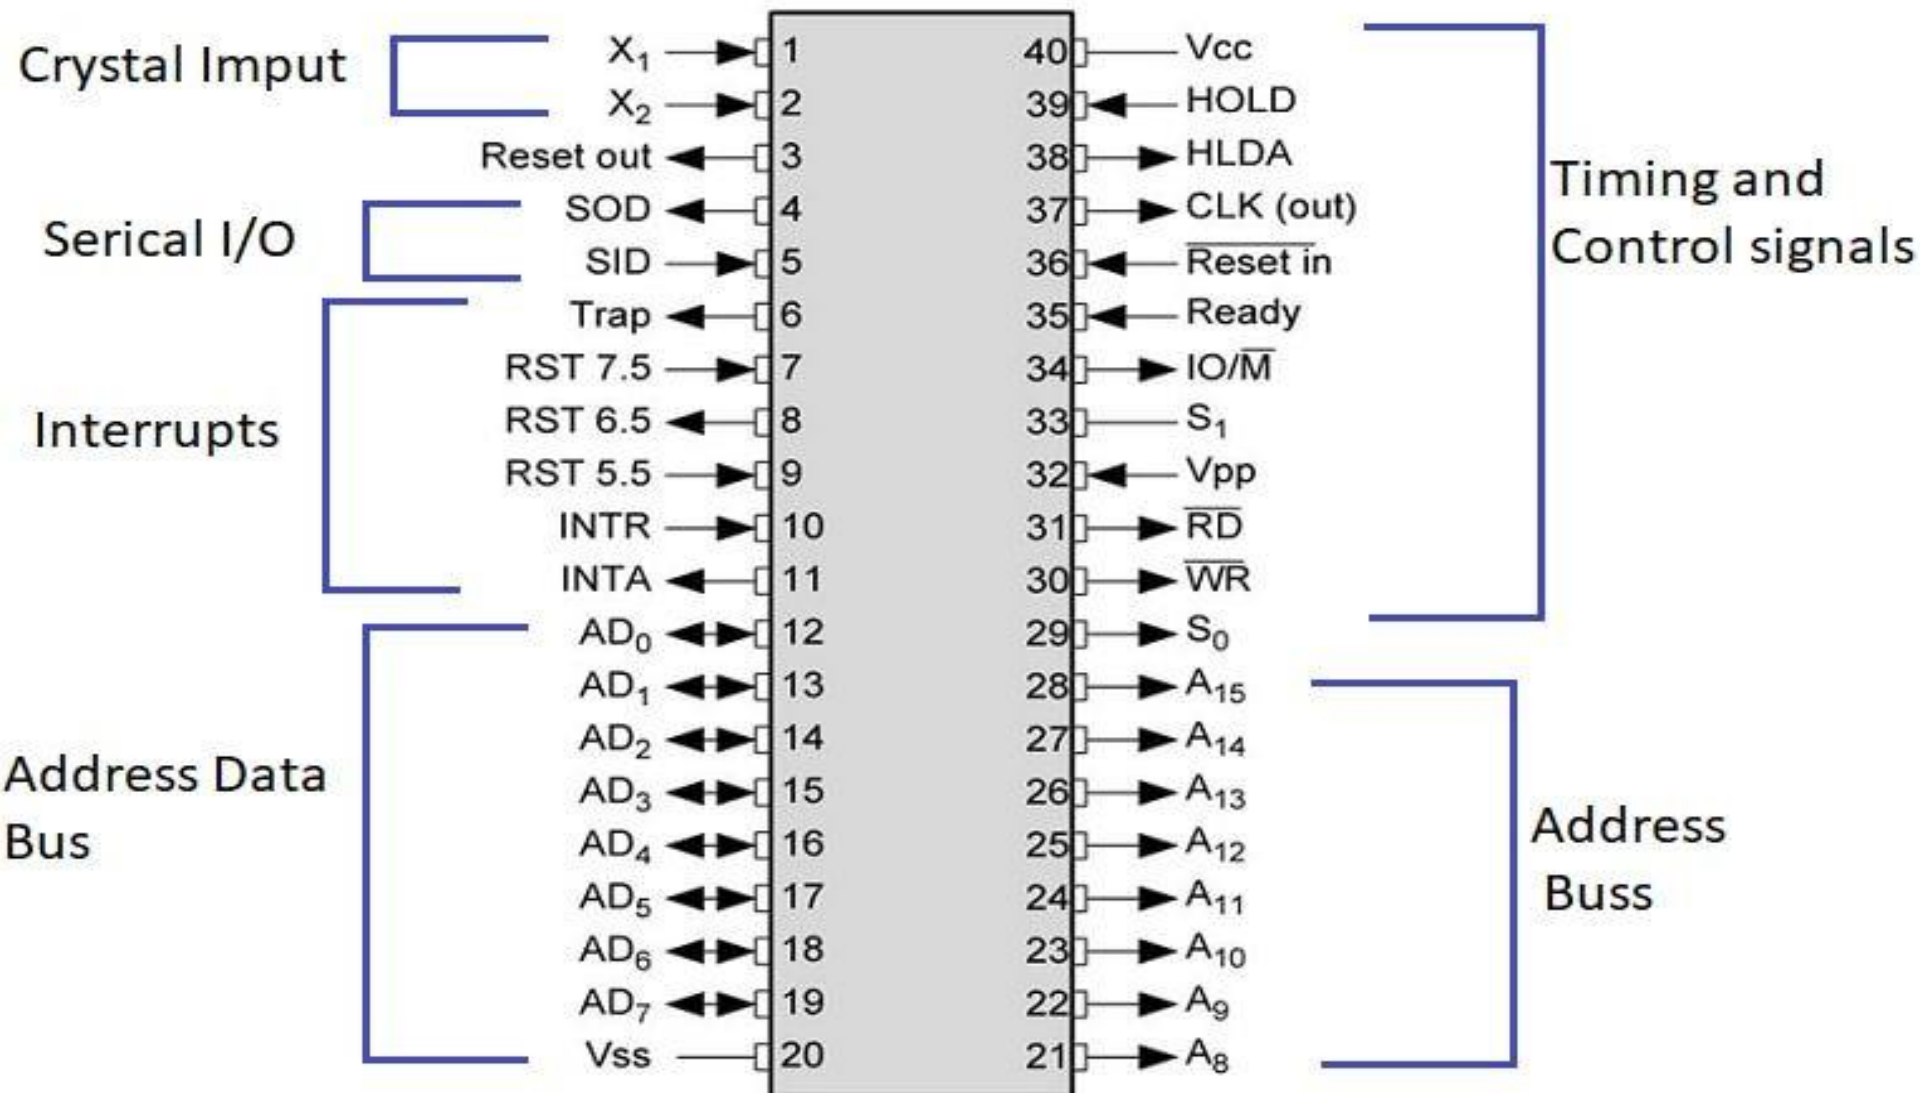 Crystal Imput
Serical I/O
Interrupts
Address Data
Bus
X1 1
X2 2
Reset out 3
SOD 4
SID 5
Trap 6
RST 7.5 7
RST 6.5 8
RST 5.5 9
INTR 10
INTA 11
AD0 12
AD1 13
AD2 14
AD3 15
AD4 16
AD5 17
AD6 18
AD7 19
Vss 20
40 Vcc
39 HOLD
38 HLDA
37 CLK (out)
36 R̅e̅s̅e̅t̅ i̅n
35 Ready
34 IO/M̅
33 S1
32 Vpp
31 R̅D̅
30 W̅R̅
29 S0
28 A15
27 A14
26 A13
25 A12
24 A11
23 A10
22 A9
21 A8
Timing and
Control signals
Address
Buss